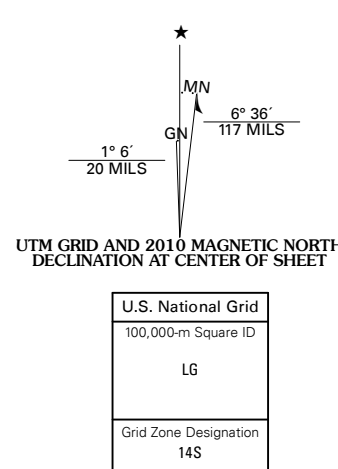 ★
MN
6° 36´
117 MILS
GN
1° 6´
20 MILS
UTM GRID AND 2010 MAGNETIC NORTH
DECLINATION AT CENTER OF SHEET
U.S. National Grid
100,000-m Square ID
LG
Grid Zone Designation
14S